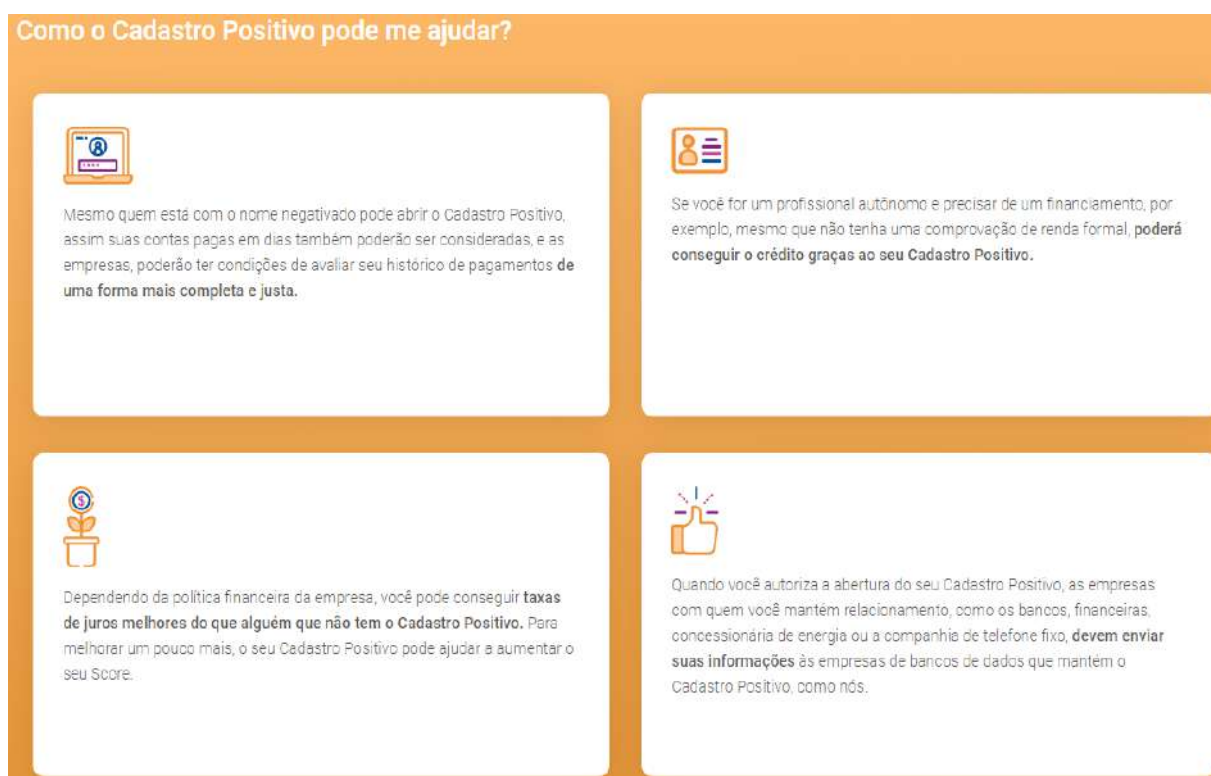 Como o Cadastro Positivo pode me ajudar?
Mesmo quem está com o nome negativado pode abrir o Cadastro Positivo,
assim suas contas pagas em dias também poderão ser consideradas, e as
empresas, poderão ter condições de avaliar seu histórico de pagamentos de
uma forma mais completa e justa.
Se você for um profissional autônomo e precisar de um financiamento, por
exemplo, mesmo que não tenha uma comprovação de renda formal, poderá
conseguir o crédito graças ao seu Cadastro Positivo.
Dependendo da política financeira da empresa, você pode conseguir taxas
de juros melhores do que alguém que não tem o Cadastro Positivo. Para
melhorar um pouco mais, o seu Cadastro Positivo pode ajudar a aumentar o
seu Score.
Quando você autoriza a abertura do seu Cadastro Positivo, as empresas
com quem você mantém relacionamento, como os bancos, financeiras,
concessionária de energia ou a companhia de telefone fixo, devem enviar
suas informações às empresas de bancos de dados que mantém o
Cadastro Positivo, como nós.